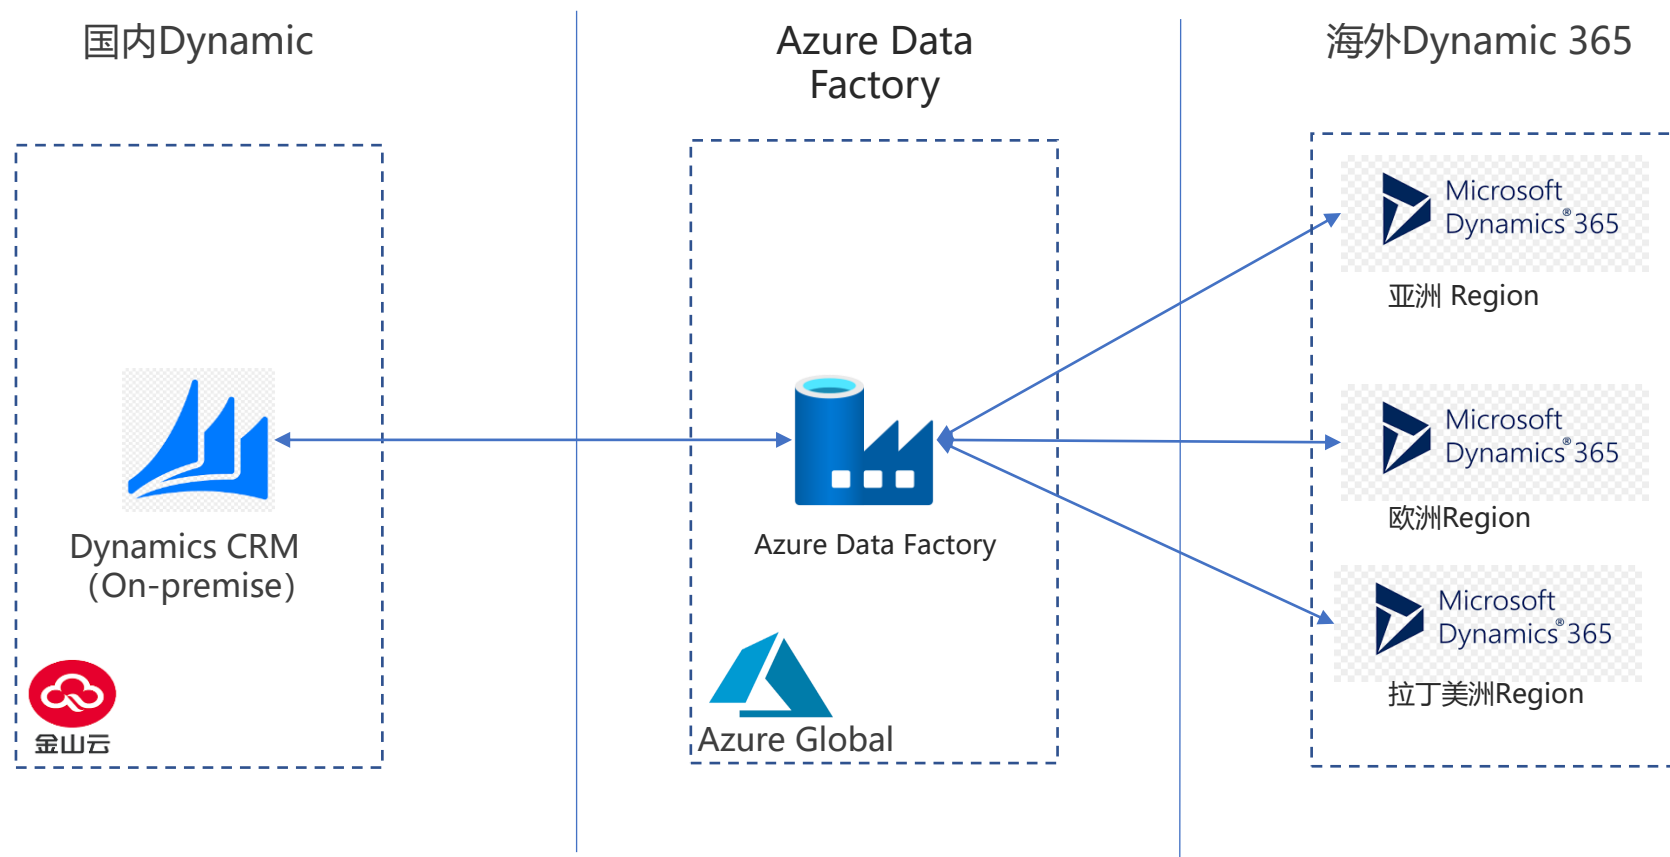 国内Dynamic
Azure Data
Factory
海外Dynamic 365
Dynamics CRM
（On-premise）
金山云
Azure Data Factory
Azure Global
Microsoft
Dynamics® 365
亚洲 Region
Microsoft
Dynamics® 365
欧洲Region
Microsoft
Dynamics® 365
拉丁美洲Region